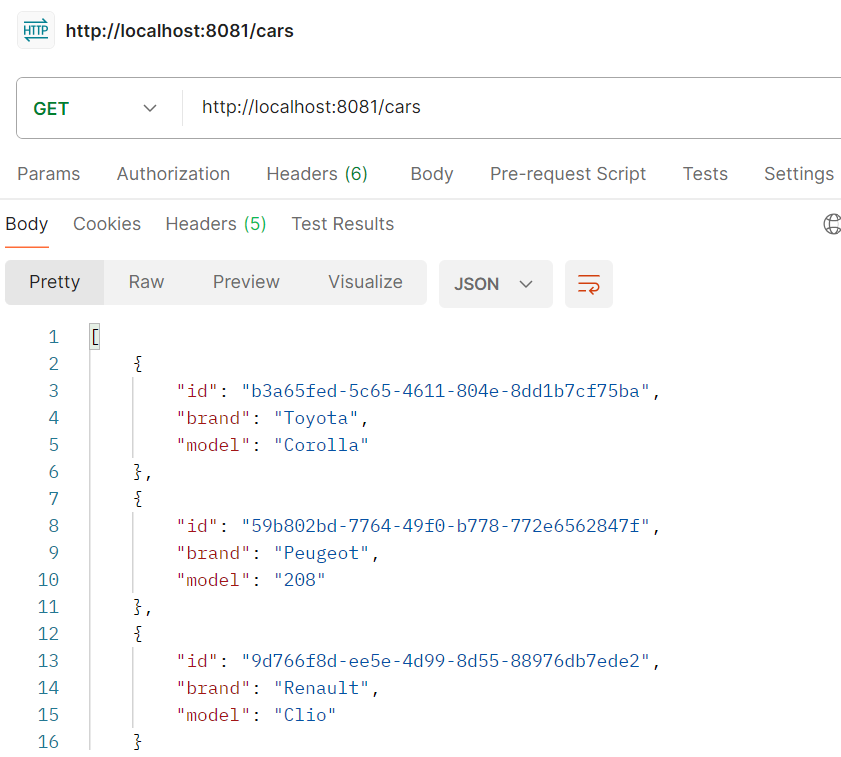 HTTP http://localhost:8081/cars
GET http://localhost:8081/cars
Params Authorization Headers (6) Body Pre-request Script Tests Settings
Body Cookies Headers (5) Test Results
Pretty Raw Preview Visualize JSON
1 [
2 {
3 "id": "b3a65fed-5c65-4611-804e-8dd1b7cf75ba",
4 "brand": "Toyota",
5 "model": "Corolla"
6 },
7 {
8 "id": "59b802bd-7764-49f0-b778-772e6562847f",
9 "brand": "Peugeot",
10 "model": "208"
11 },
12 {
13 "id": "9d766f8d-ee5e-4d99-8d55-88976db7ede2",
14 "brand": "Renault",
15 "model": "Clio"
16 }